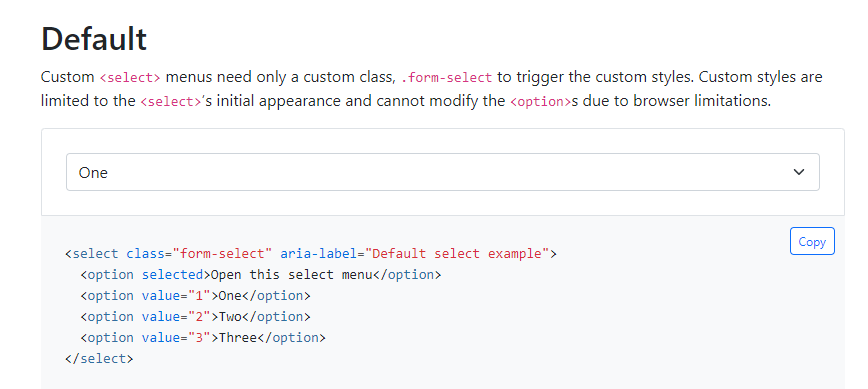 Default
Custom <select> menus need only a custom class, .form-select to trigger the custom styles. Custom styles are
limited to the <select>’s initial appearance and cannot modify the <option>s due to browser limitations.
One
Copy
<select class="form-select" aria-label="Default select example">
  <option selected>Open this select menu</option>
  <option value="1">One</option>
  <option value="2">Two</option>
  <option value="3">Three</option>
</select>